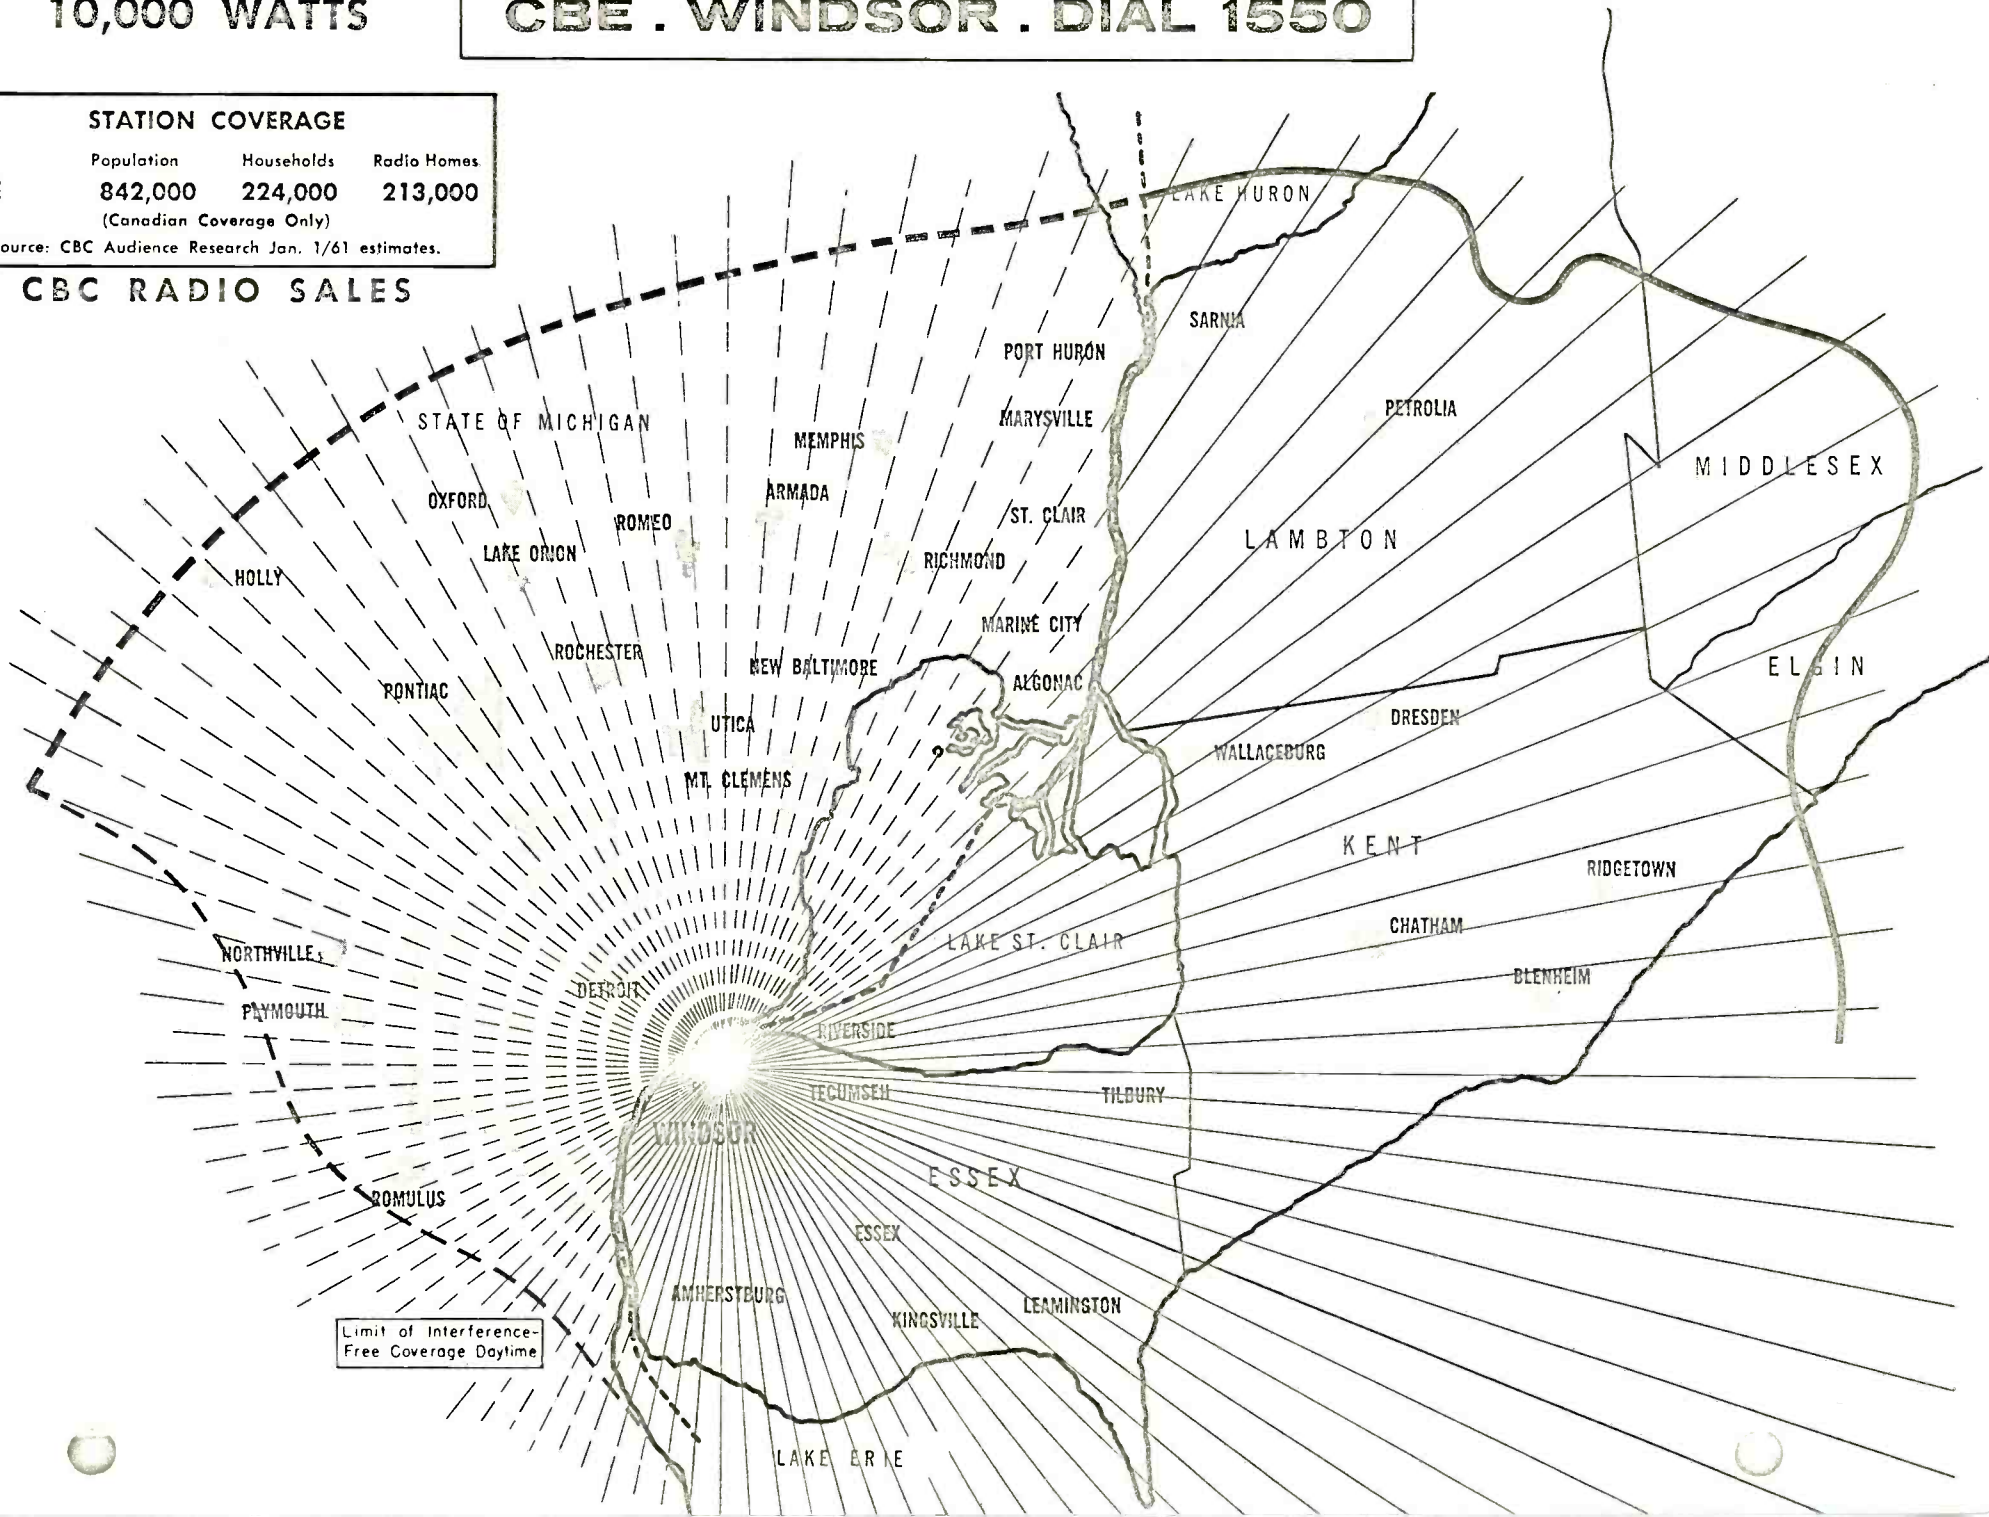 10,000 WATTS
CBE . WINDSOR . DIAL 1550
STATION COVERAGE
Population Households Radio Homes
842,000 224,000 213,000
(Canadian Coverage Only)
ource: CBC Audience Research Jan. 1/61 estimates.
CBC RADIO SALES
LAKE HURON
SARNIA
PORT HURON
STATE OF MICHIGAN
MARYSVILLE
PETROLIA
MEMPHIS
MIDDLESEX
OXFORD
ARMADA
ROMEO
ST. CLAIR
LAMBTON
LAKE ORION
RICHMOND
HOLLY
MARINE CITY
ROCHESTER
NEW BALTIMORE
ELGIN
PONTIAC
ALGONAC
DRESDEN
UTICA
WALLACEBURG
MT. CLEMENS
KENT
RIDGETOWN
CHATHAM
LAKE ST. CLAIR
NORTHVILLE
BLENHEIM
DETROIT
PLYMOUTH
RIVERSIDE
TECUMSEH
TILBURY
WINDSOR
ESSEX
ROMULUS
ESSEX
AMHERSTBURG
LEAMINGTON
KINGSVILLE
Limit of Interference-
Free Coverage Daytime
LAKE ERIE